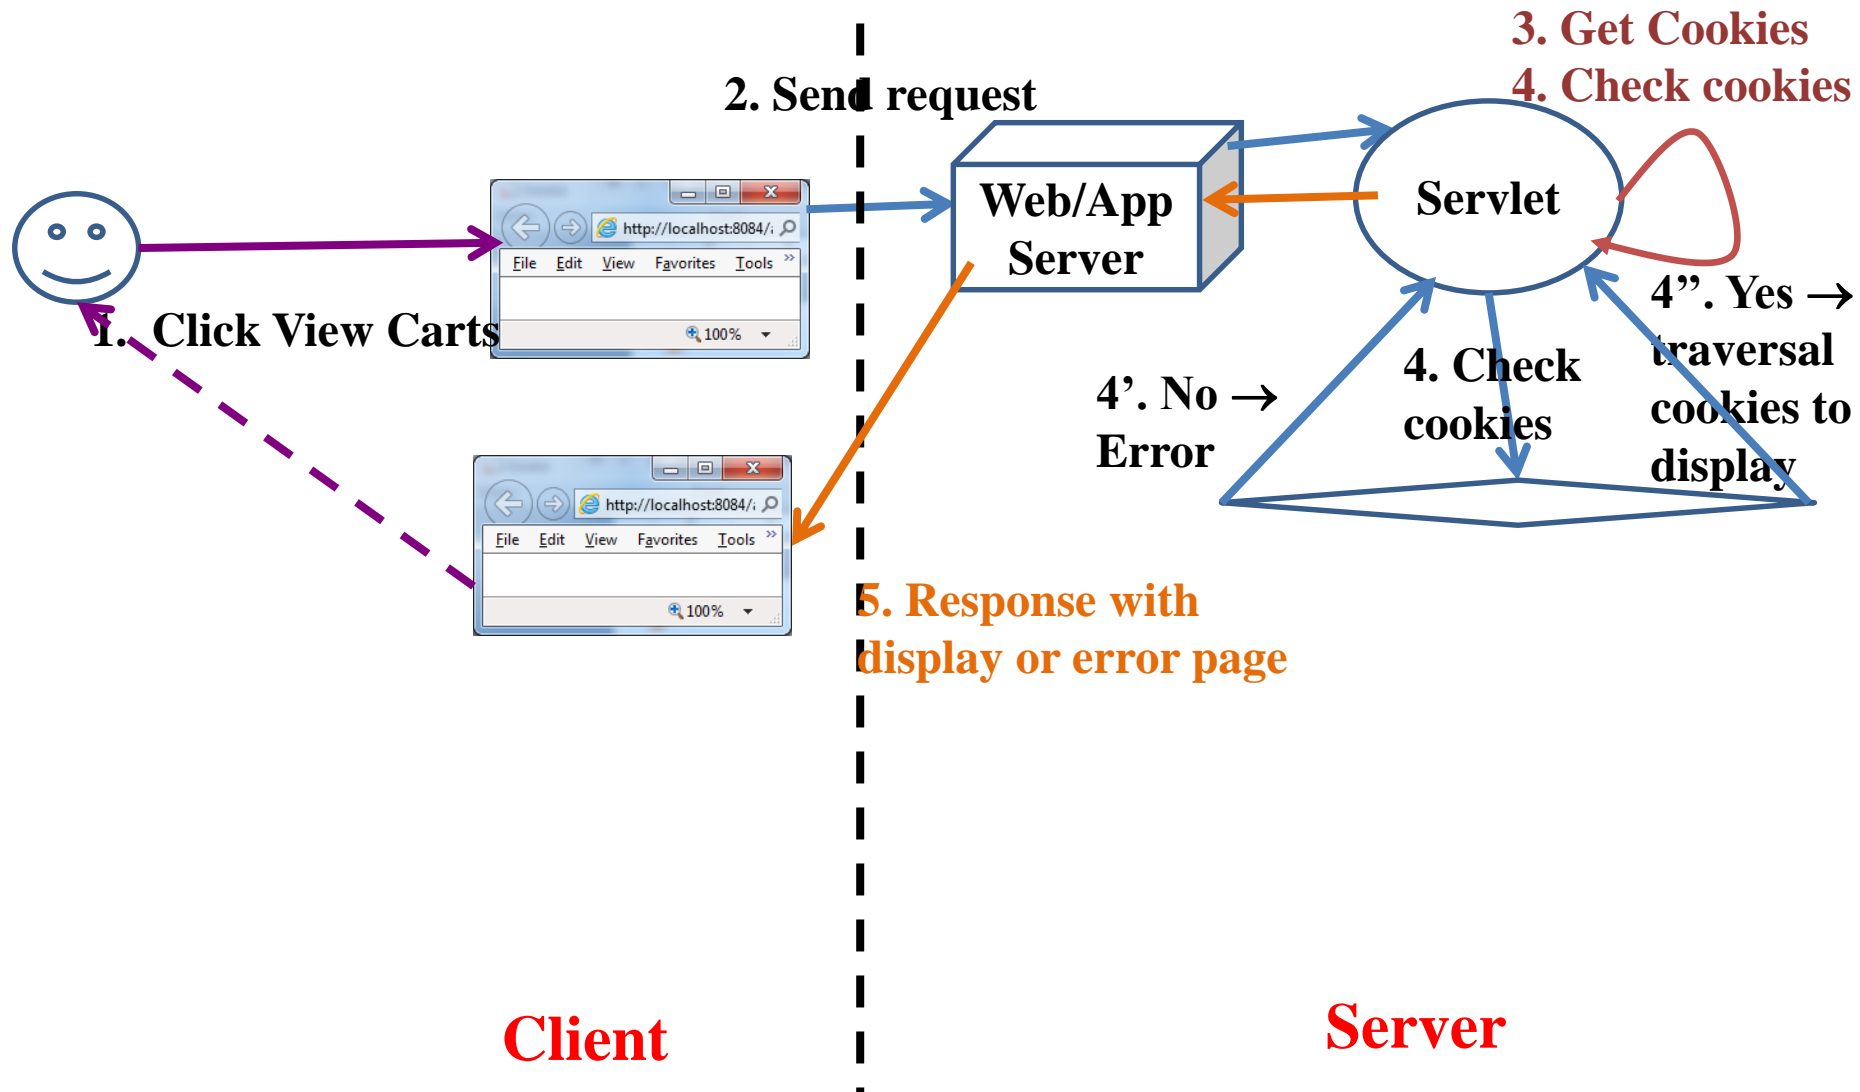 3. Get Cookies
4. Check cookies
2. Send request
Web/App
Server
Servlet
http://localhost:8084/
File Edit View Favorites Tools »
100%
1. Click View Carts
4’’. Yes →
traversal
cookies to
display
4. Check
cookies
4’. No →
Error
http://localhost:8084/
File Edit View Favorites Tools »
100%
5. Response with
display or error page
Client
Server